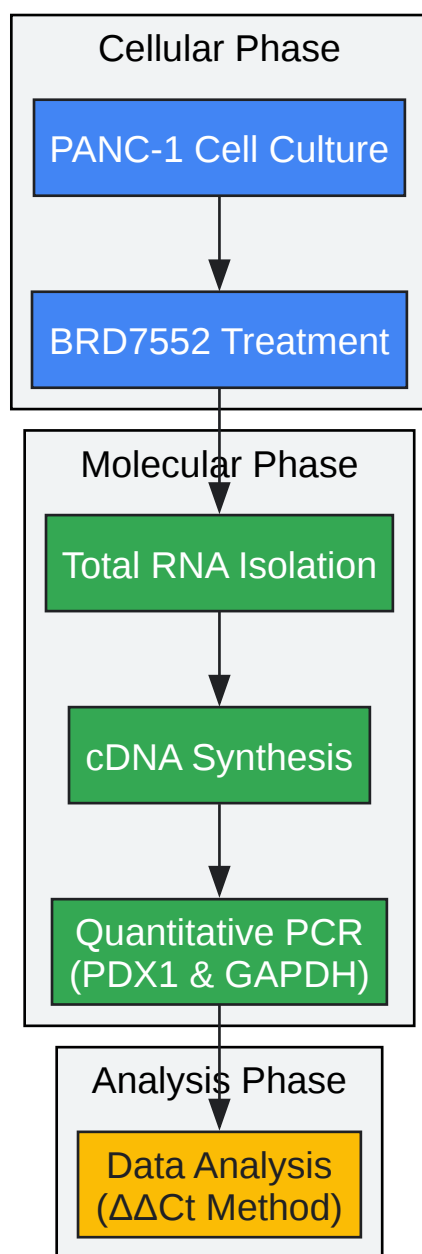 Cellular Phase
PANC-1 Cell Culture
BRD7552 Treatment
Molecular Phase
Total RNA Isolation
cDNA Synthesis
Quantitative PCR
(PDX1 & GAPDH)
Analysis Phase
Data Analysis
(ΔΔCt Method)